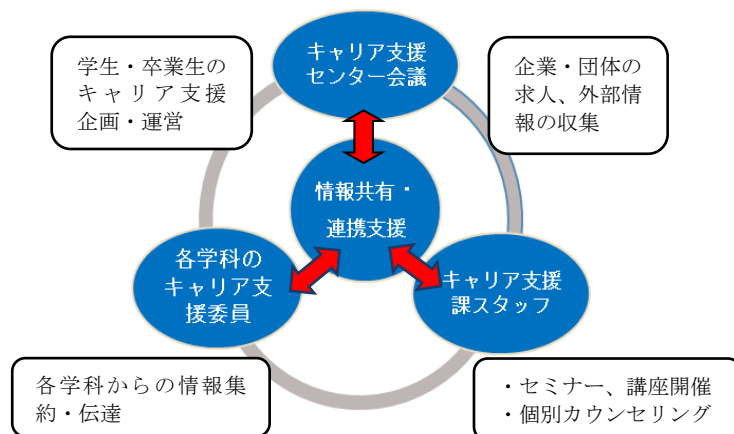 キャリア支援
センター会議
学生・卒業生の
キャリア支援
企画・運営
企業・団体の
求人、外部情
報の収集
情報共有・
連携支援
各学科の
キャリア支
援委員
キャリア支援
課スタッフ
各学科からの情報集
約・伝達
・セミナー、講座開催
・個別カウンセリング